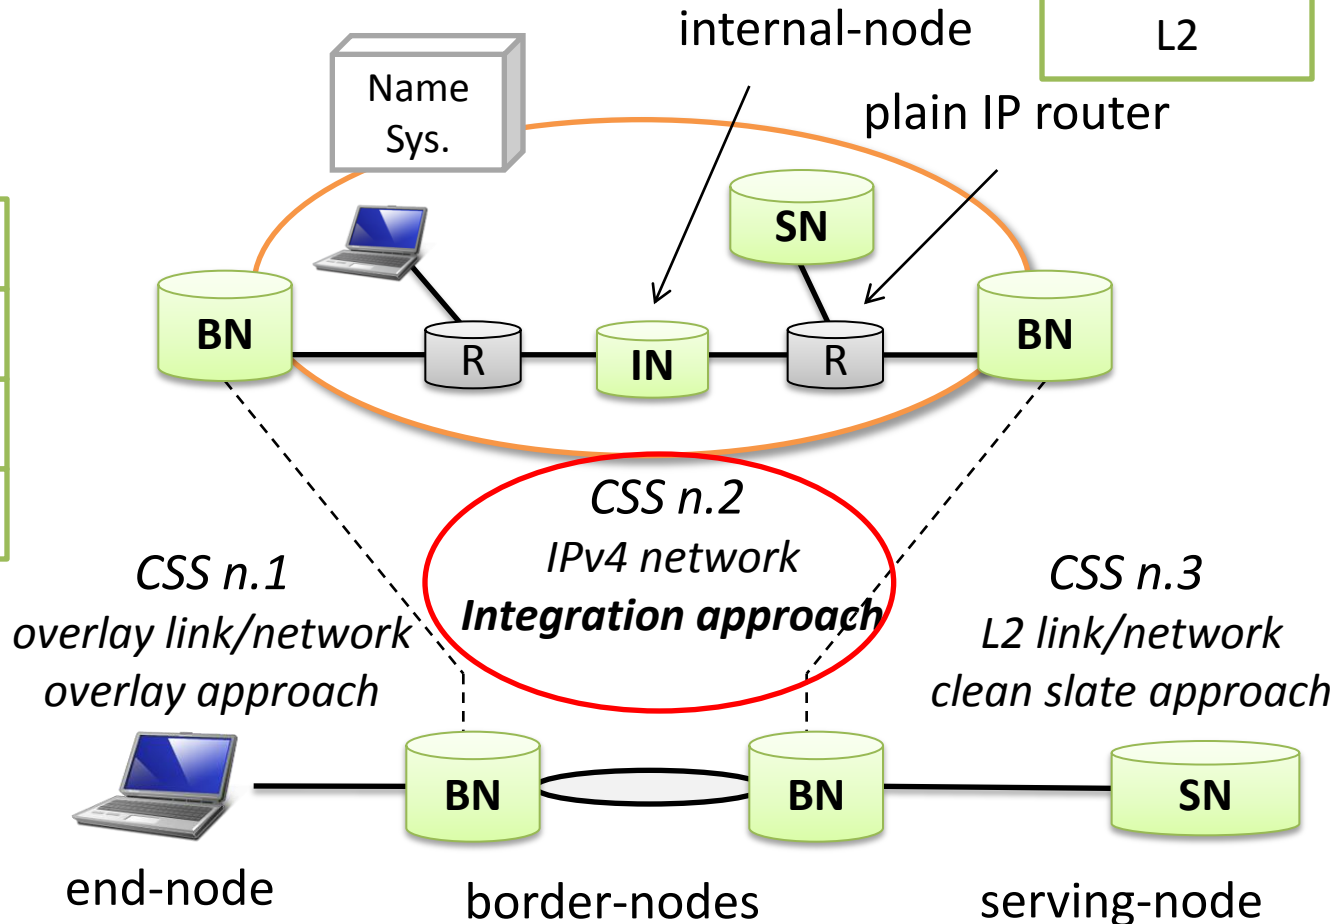 internal-node
L2
Name
Sys.
plain IP router
SN
BN
R
IN
R
BN
CSS n.2
IPv4 network
Integration approach
CSS n.1
overlay link/network
overlay approach
CSS n.3
L2 link/network
clean slate approach
BN
BN
SN
end-node
border-nodes
serving-node